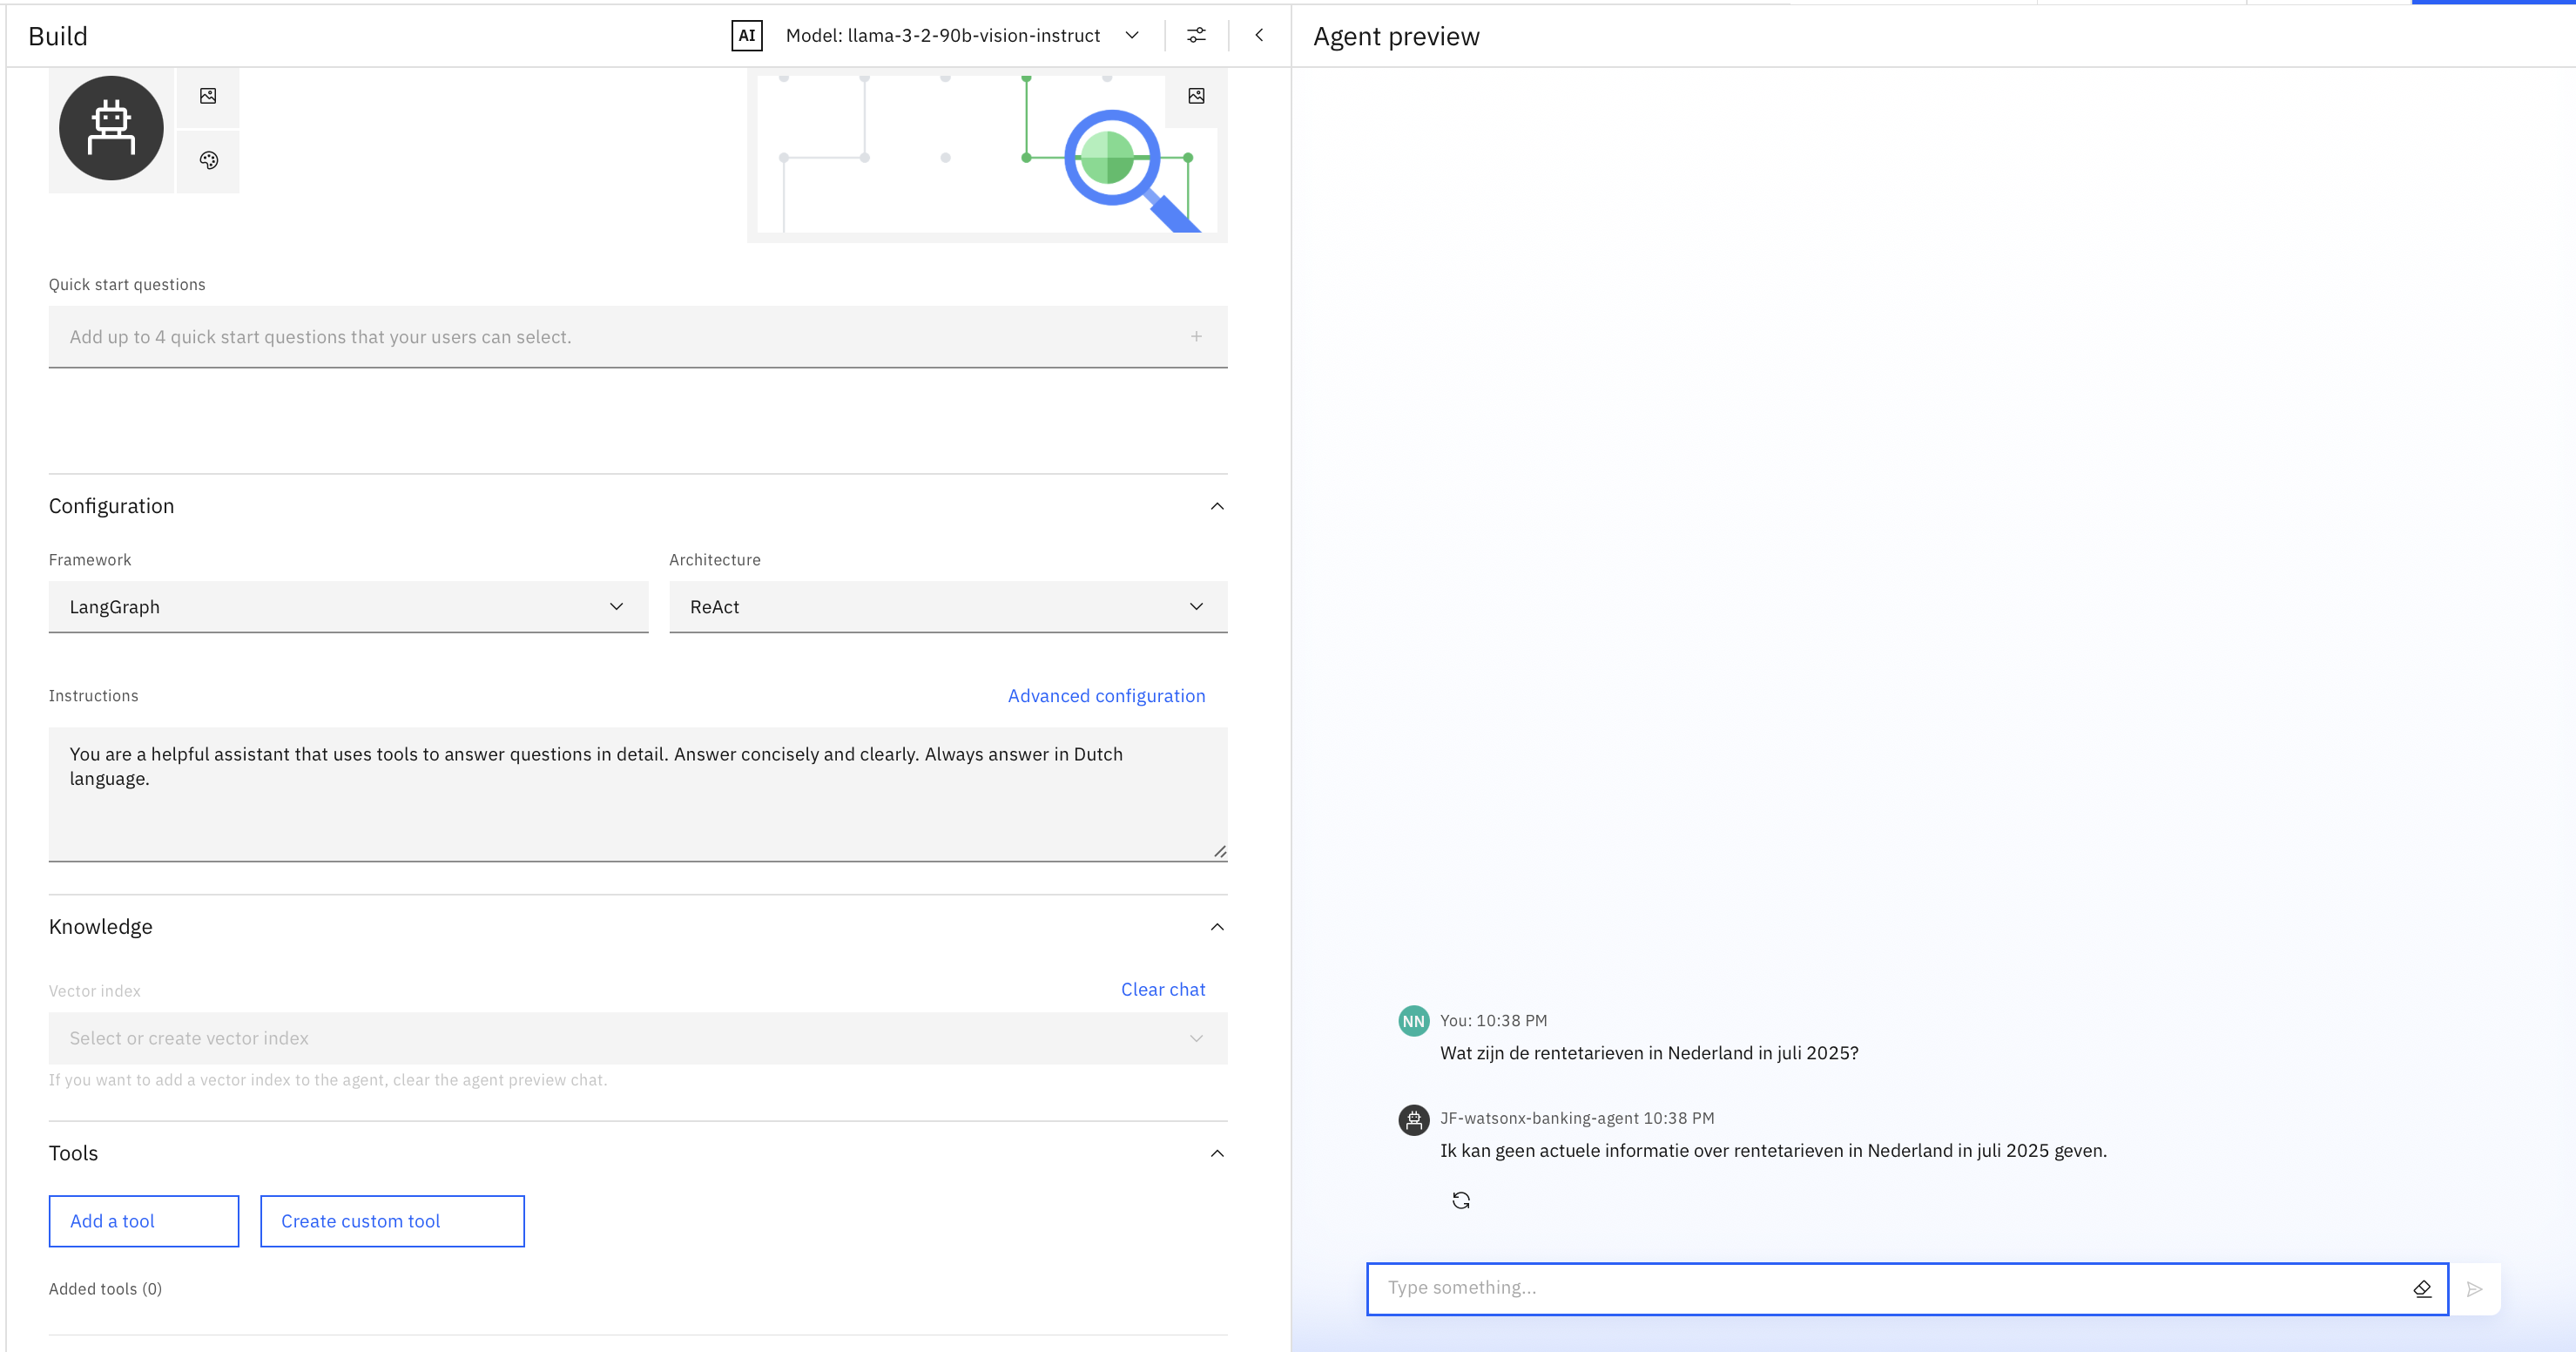 Build
AI
Model: llama-3-2-90b-vision-instruct
Agent preview
Quick start questions
Add up to 4 quick start questions that your users can select.
Configuration
Framework
Architecture
LangGraph
ReAct
Instructions
Advanced configuration
You are a helpful assistant that uses tools to answer questions in detail. Answer concisely and clearly. Always answer in Dutch
language.
Knowledge
Vector index
Clear chat
Select or create vector index
If you want to add a vector index to the agent, clear the agent preview chat.
Tools
Add a tool
Create custom tool
Added tools (0)
NN
You: 10:38 PM
Wat zijn de rentetarieven in Nederland in juli 2025?
JF-watsonx-banking-agent 10:38 PM
Ik kan geen actuele informatie over rentetarieven in Nederland in juli 2025 geven.
Type something...